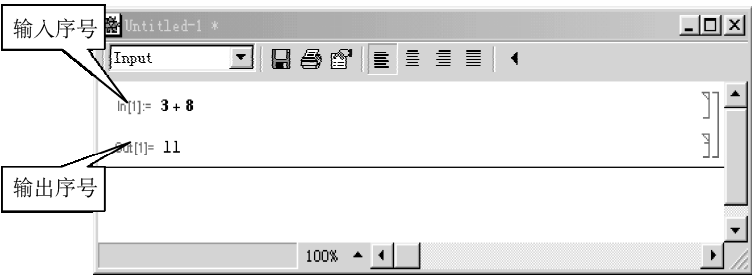 输入序号
Untitled-1 *
Input
In[1]:= 3 + 8
Out[1]= 11
输出序号
100%